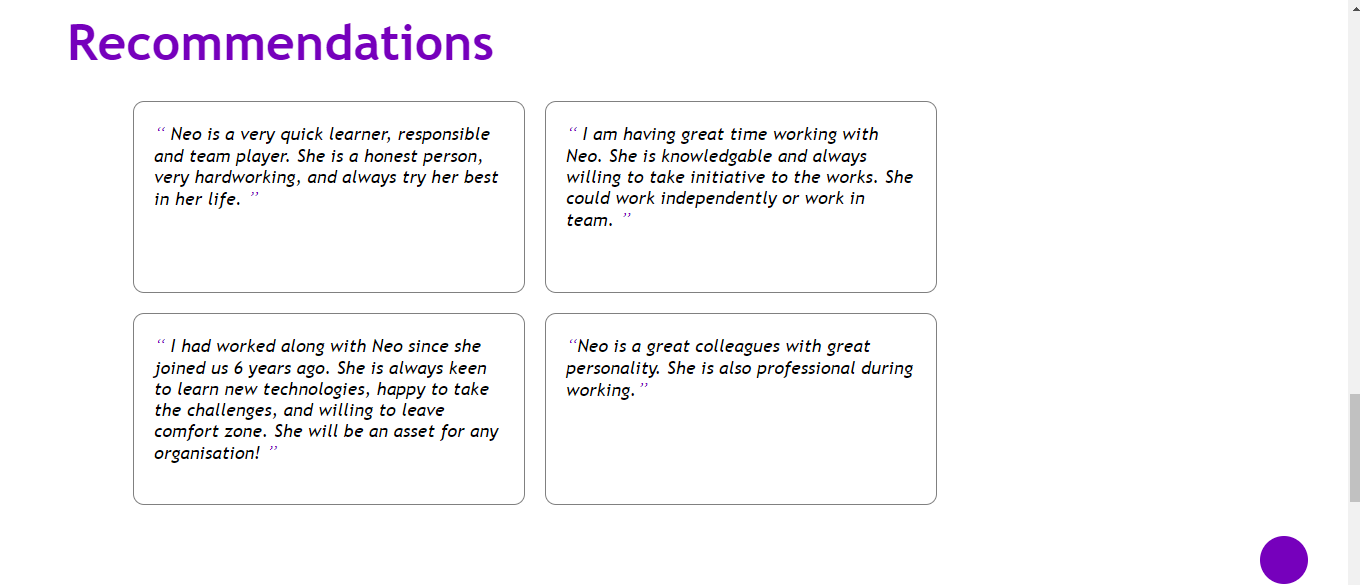 Recommendations
“ Neo is a very quick learner, responsible
and team player. She is a honest person,
very hardworking, and always try her best
in her life. ”
“ I am having great time working with
Neo. She is knowledgable and always
willing to take initiative to the works. She
could work independently or work in
team. ”
“ I had worked along with Neo since she
joined us 6 years ago. She is always keen
to learn new technologies, happy to take
the challenges, and willing to leave
comfort zone. She will be an asset for any
organisation! ”
“Neo is a great colleagues with great
personality. She is also professional during
working.”